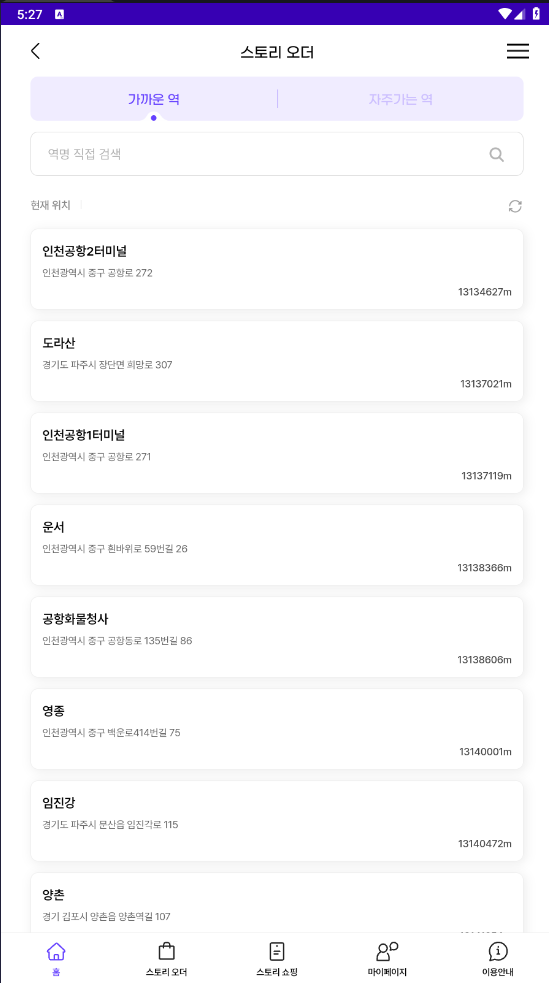 5:27
스토리 오더
가까운 역
자주가는 역
역명 직접 검색
현재 위치
인천공항2터미널
인천광역시 중구 공항로 272
13134627m
도라산
경기도 파주시 장단면 희망로 307
13137021m
인천공항1터미널
인천광역시 중구 공항로 271
13137119m
운서
인천광역시 중구 흰바위로 59번길 26
13138366m
공항화물청사
인천광역시 중구 공항동로 135번길 86
13138606m
영종
인천광역시 중구 백운로414번길 75
13140001m
임진강
경기도 파주시 문산읍 임진각로 115
13140472m
양촌
경기 김포시 양촌읍 양촌역길 107
홈
스토리 오더
스토리 쇼핑
마이페이지
이용안내